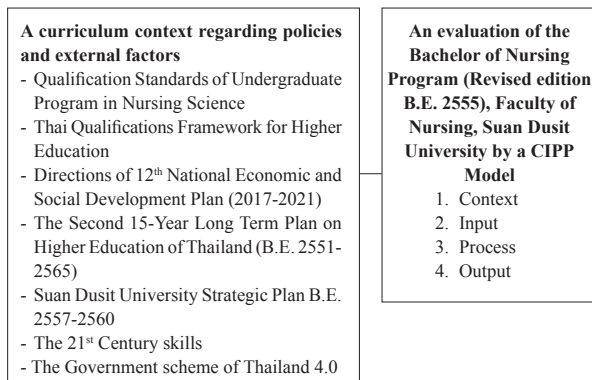 A curriculum context regarding policies
and external factors
- Qualification Standards of Undergraduate
Program in Nursing Science
- Thai Qualifications Framework for Higher
Education
- Directions of 12th National Economic and
Social Development Plan (2017-2021)
- The Second 15-Year Long Term Plan on
Higher Education of Thailand (B.E. 2551-
2565)
- Suan Dusit University Strategic Plan B.E.
2557-2560
- The 21st Century skills
- The Government scheme of Thailand 4.0
An evaluation of the
Bachelor of Nursing
Program (Revised edition
B.E. 2555), Faculty of
Nursing, Suan Dusit
University by a CIPP
Model
1. Context
2. Input
3. Process
4. Output